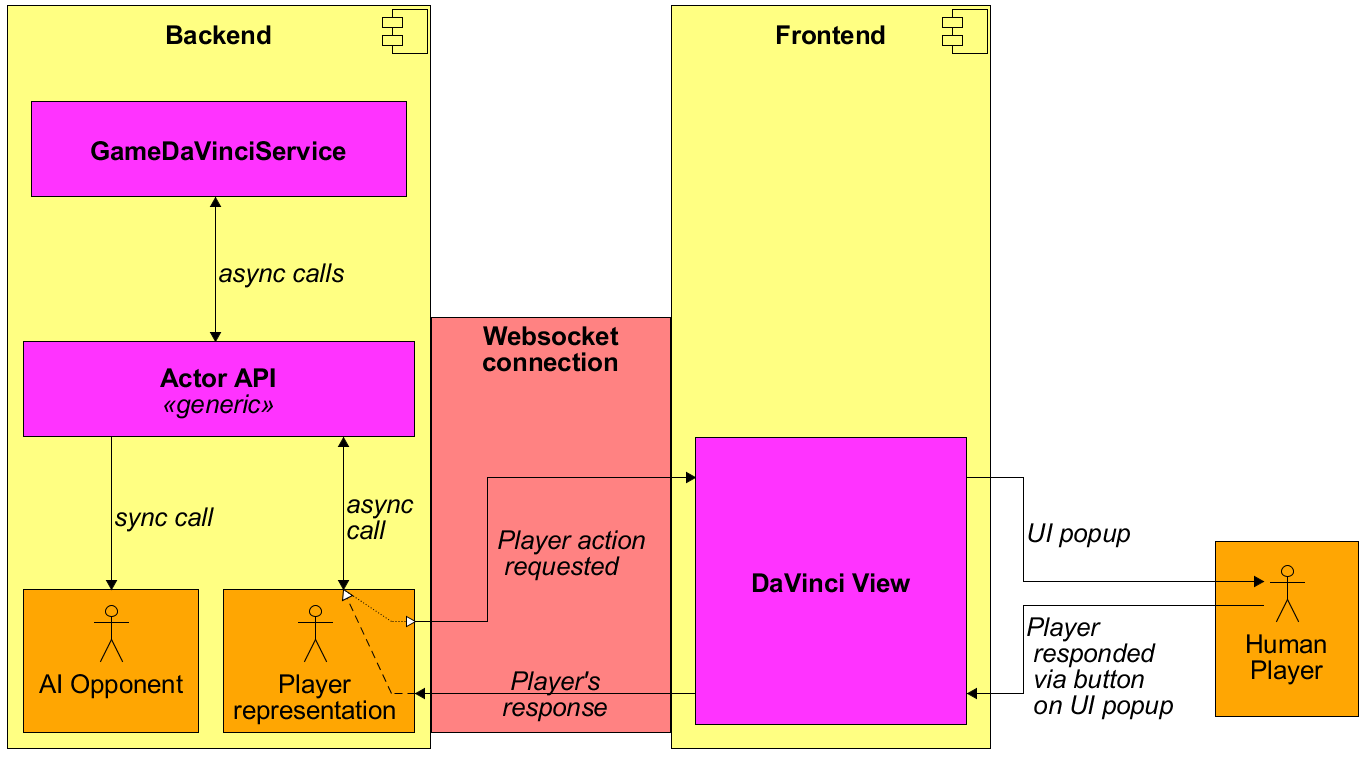 Backend
Frontend
GameDaVinciService
async calls
Websocket
connection
Actor API
«generic»
sync call
async
call
Player action
requested
UI popup
DaVinci View
AI Opponent
Player
representation
Player's
response
Player
responded
via button
on UI popup
Human
Player